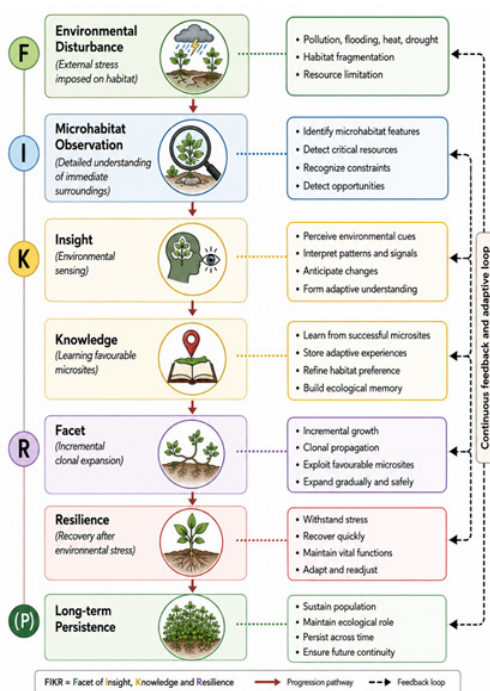 F
Environmental
Disturbance
(External stress
imposed on habitat)
• Pollution, flooding, heat, drought
• Habitat fragmentation
• Resource limitation
I
Microhabitat
Observation
(Detailed understanding
of immediate
surroundings)
• Identify microhabitat features
• Detect critical resources
• Recognize constraints
• Detect opportunities
K
Insight
(Environmental
sensing)
• Perceive environmental cues
• Interpret patterns and signals
• Anticipate changes
• Form adaptive understanding
Knowledge
(Learning favourable
microsites)
• Learn from successful microsites
• Store adaptive experiences
• Refine habitat preference
• Build ecological memory
R
Facet
(Incremental
clonal expansion)
• Incremental growth
• Clonal propagation
• Exploit favourable microsites
• Expand gradually and safely
Resilience
(Recovery after
environmental stress)
• Withstand stress
• Recover quickly
• Maintain vital functions
• Adapt and readjust
(P)
Long-term
Persistence
• Sustain population
• Maintain ecological role
• Persist across time
• Ensure future continuity
Continuous feedback and adaptive loop
FIKR = Facet of Insight, Knowledge and Resilience
Progression pathway
Feedback loop